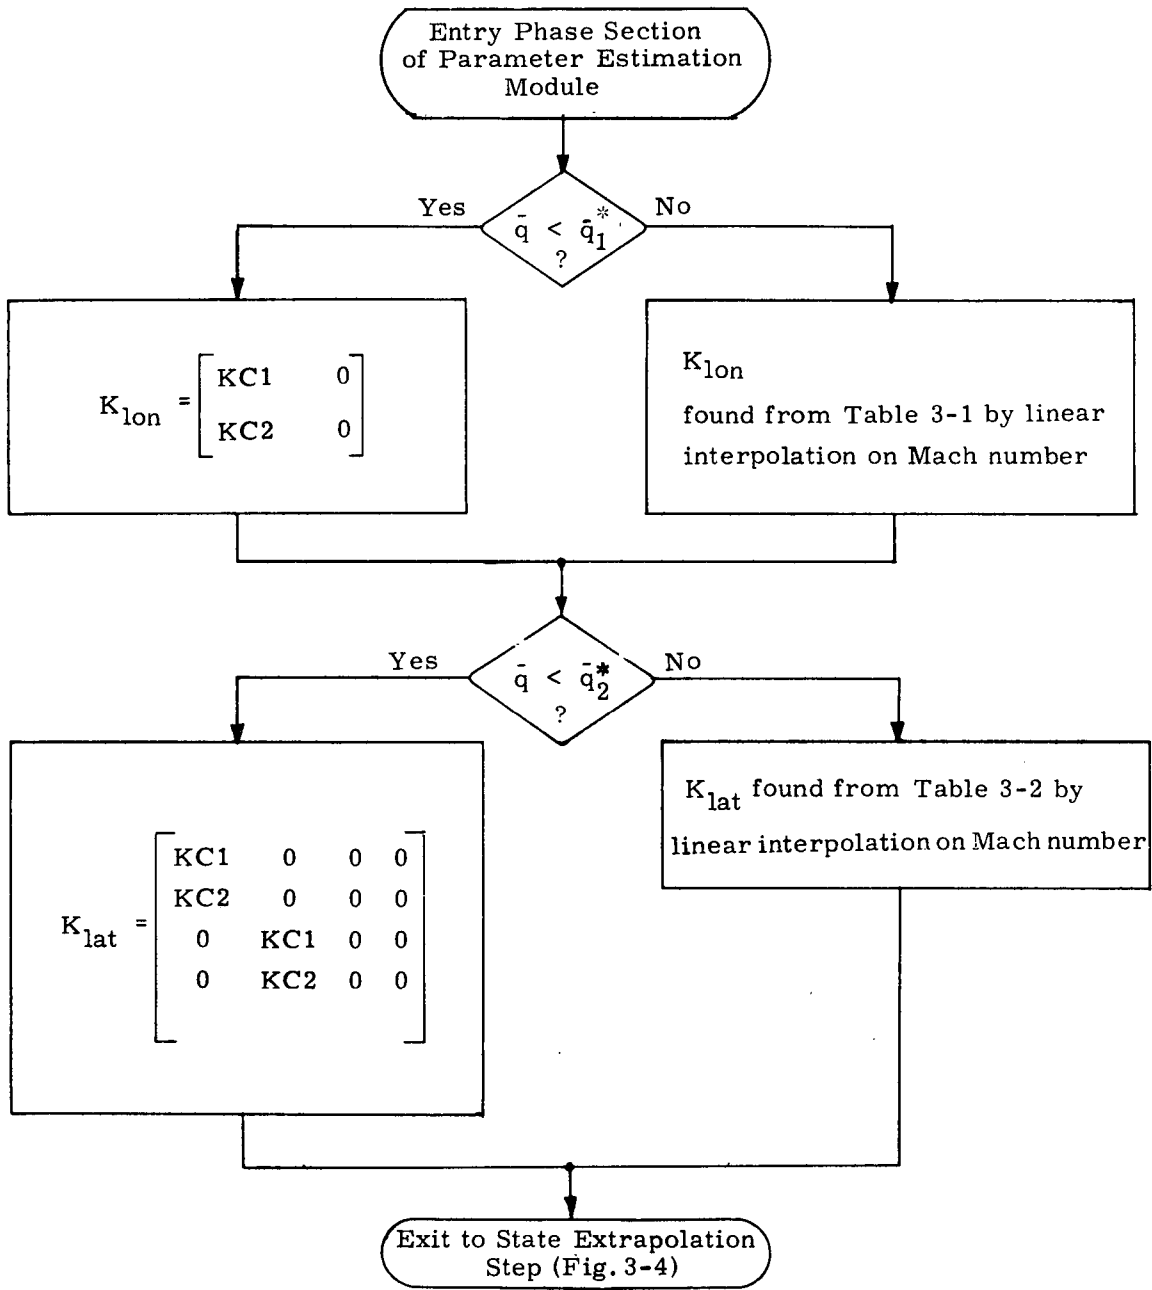 Entry Phase Section
of Parameter Estimation
Module
Yes
q̄ < q̄₁*
?
No
K_lon = [ KC1 0
KC2 0 ]
K_lon
found from Table 3-1 by linear
interpolation on Mach number
Yes
q̄ < q̄₂*
?
No
K_lat = [ KC1 0 0 0
KC2 0 0 0
0 KC1 0 0
0 KC2 0 0 ]
K_lat found from Table 3-2 by
linear interpolation on Mach number
Exit to State Extrapolation
Step (Fig. 3-4)